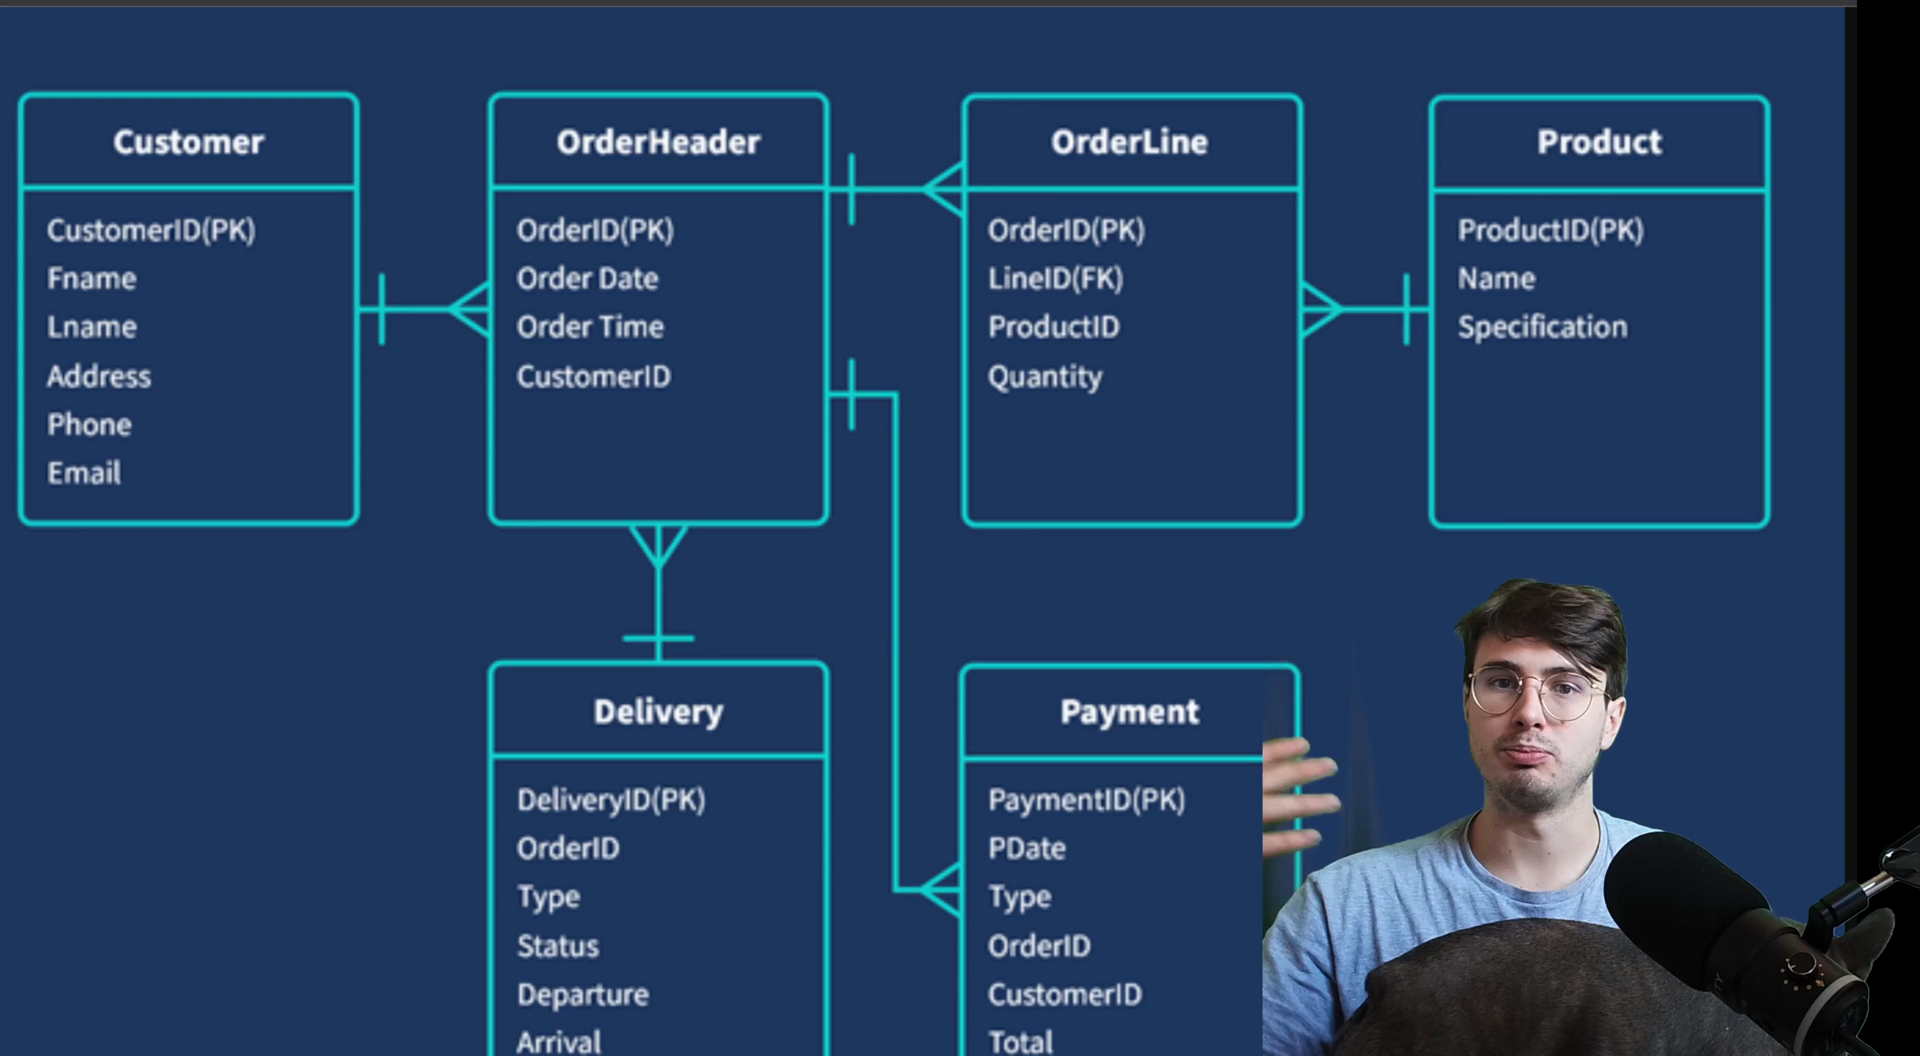 Customer
CustomerID(PK)
Fname
Lname
Address
Phone
Email
OrderHeader
OrderID(PK)
Order Date
Order Time
CustomerID
OrderLine
OrderID(PK)
LineID(FK)
ProductID
Quantity
Product
ProductID(PK)
Name
Specification
Delivery
DeliveryID(PK)
OrderID
Type
Status
Departure
Arrival
Payment
PaymentID(PK)
PDate
Type
OrderID
CustomerID
Total